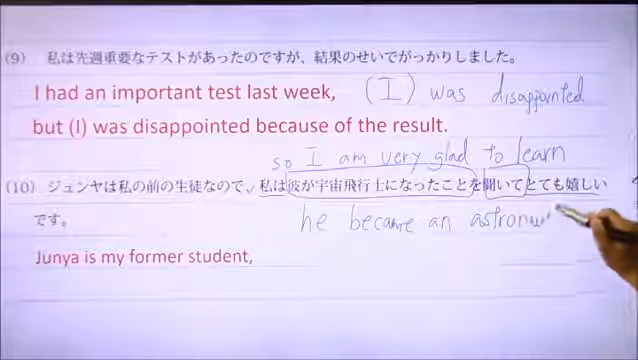 (9) 私は先週重要なテストがあったのですが、結果のせいでがっかりしました。
I had an important test last week, (I) was disappointed
but (I) was disappointed because of the result.
so I am very glad to learn
(10) ジュンヤは私の前の生徒なので、私は彼が宇宙飛行士になったことを聞いてとても嬉しい
です。 he became an
Junya is my former student,